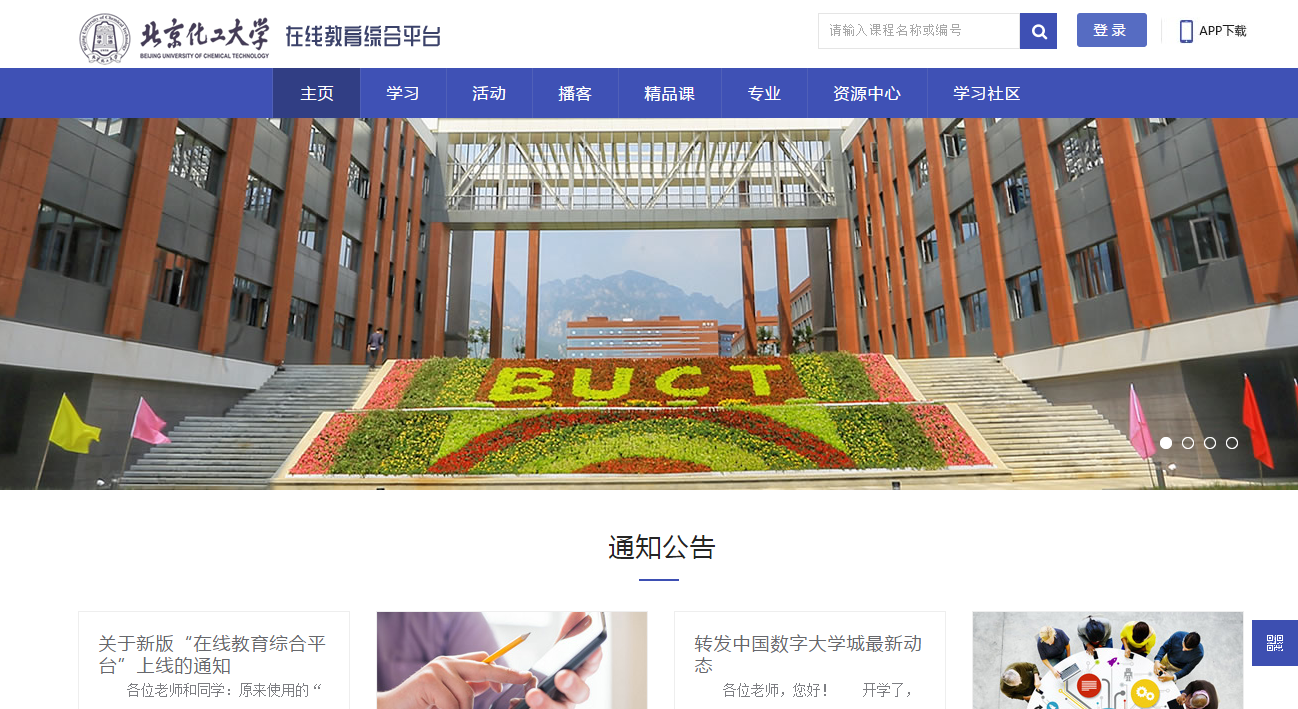 北京化工大学
BEIJING UNIVERSITY OF CHEMICAL TECHNOLOGY
在线教育综合平台
请输入课程名称或编号
登 录
APP下载
主页 学习 活动 播客 精品课 专业 资源中心 学习社区
BUCT
通知公告
关于新版“在线教育综合平
台”上线的通知
各位老师和同学：原来使用的“
转发中国数字大学城最新动
态
各位老师，您好！ 开学了，